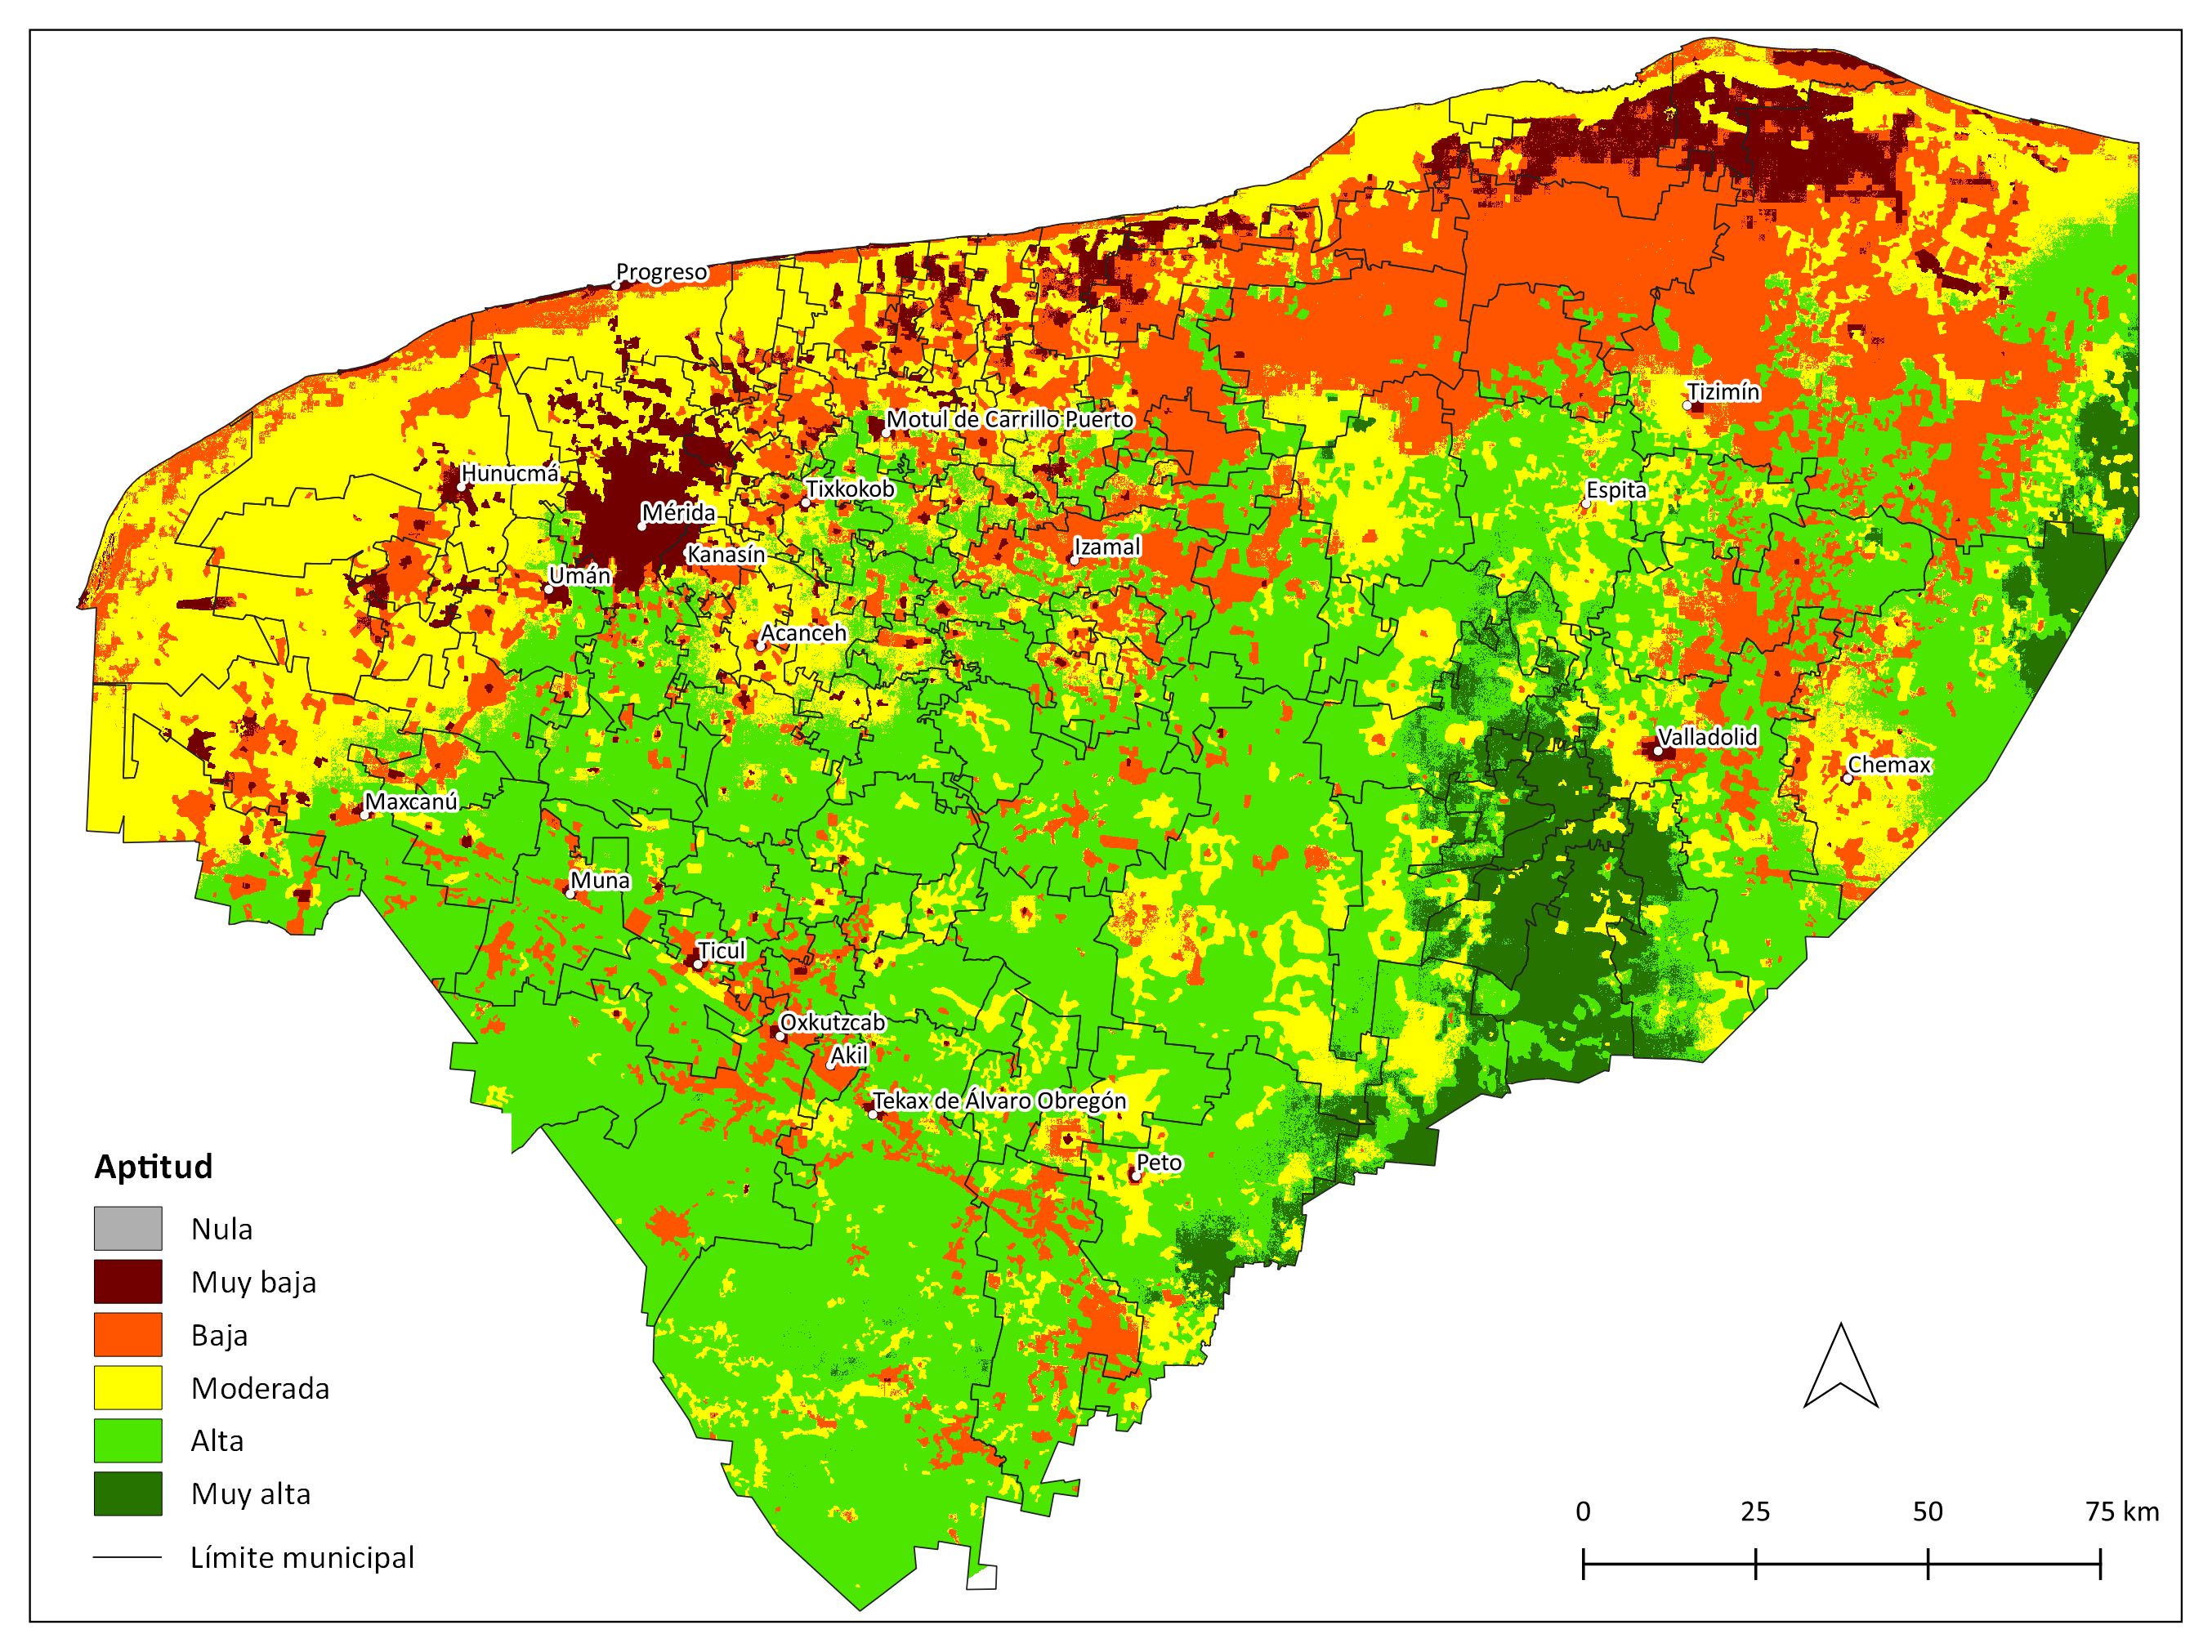 Progreso
Tizimín
Motul de Carrillo Puerto
Hunucmá
Tixkokob
Espita
Mérida
Izamal
Kanasín
Umán
Acanceh
Valladolid
Chemax
Maxcanú
Muna
Ticul
Oxkutzcab
Akil
Tekax de Álvaro Obregón
Peto
Aptitud
Nula
Muy baja
Baja
Moderada
Alta
Muy alta
Límite municipal
0 25 50 75 km